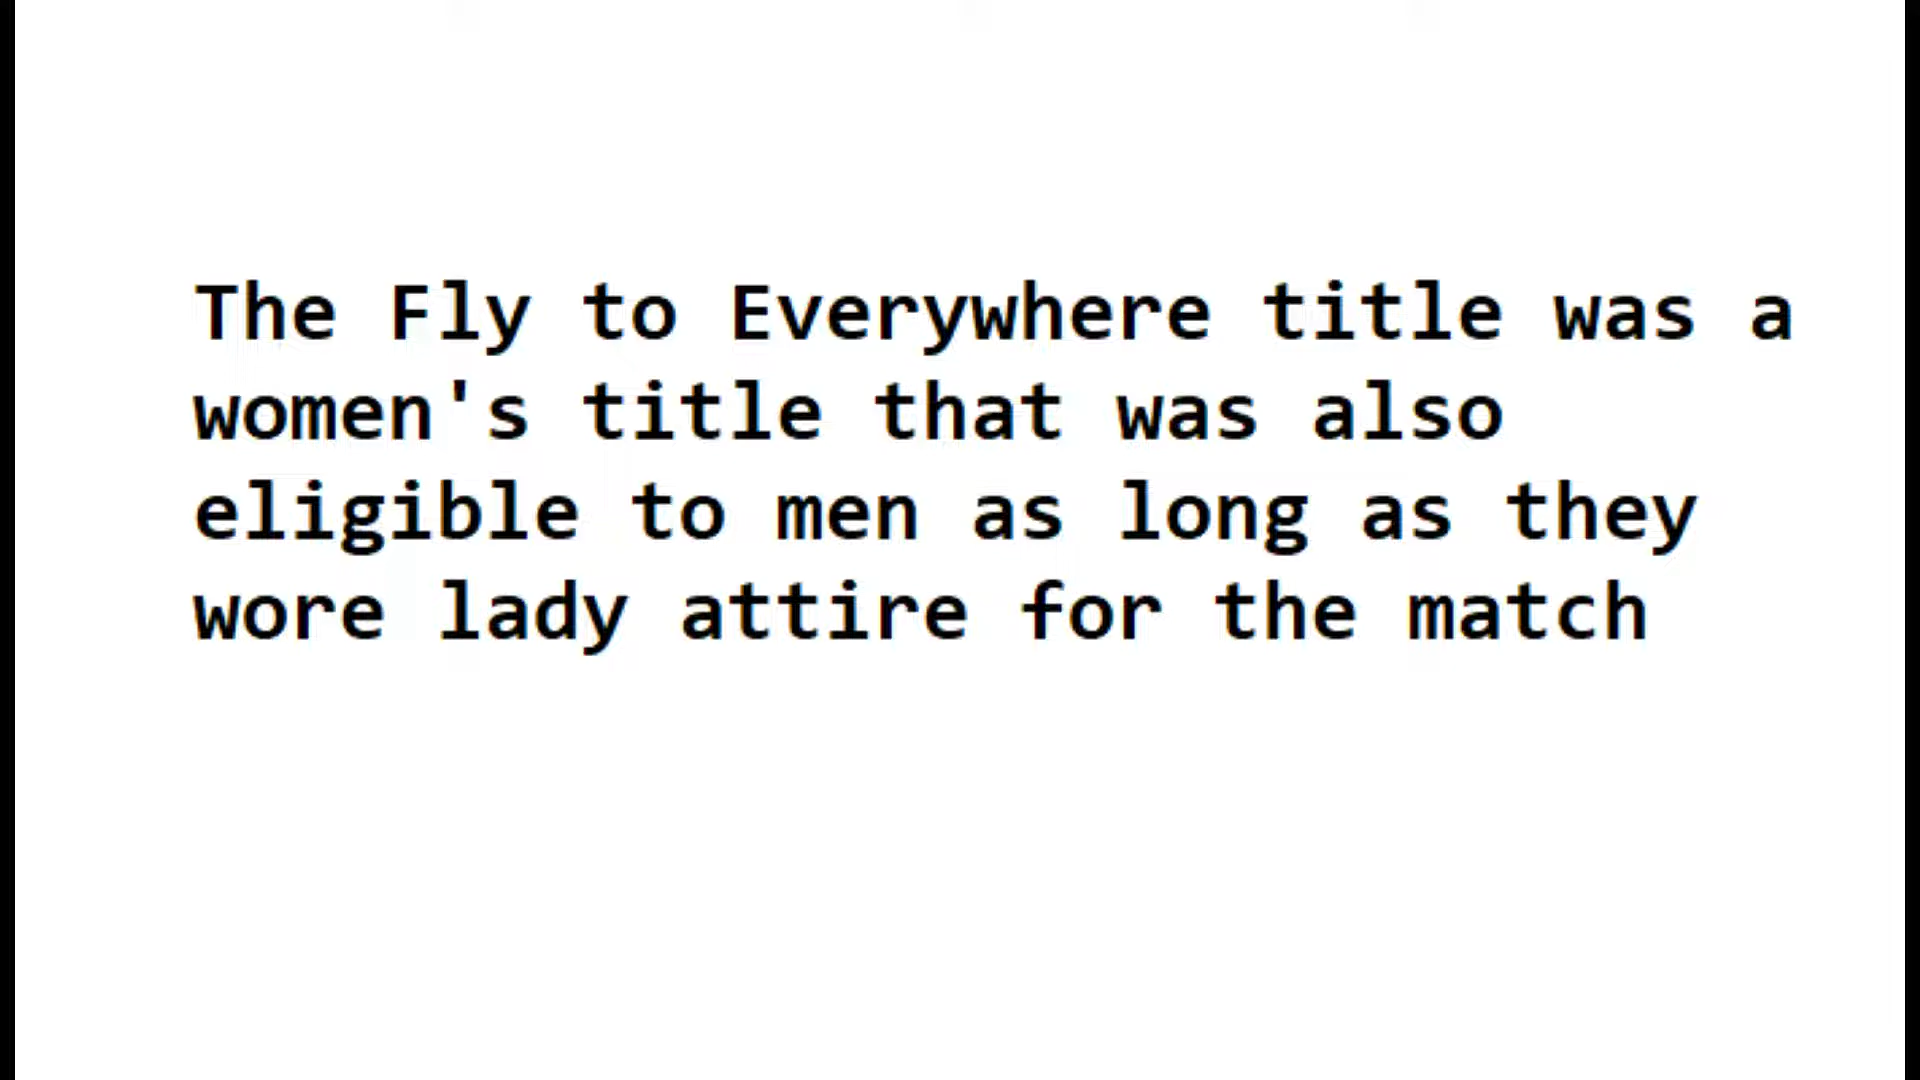 The Fly to Everywhere title was a
women's title that was also
eligible to men as long as they
wore lady attire for the match